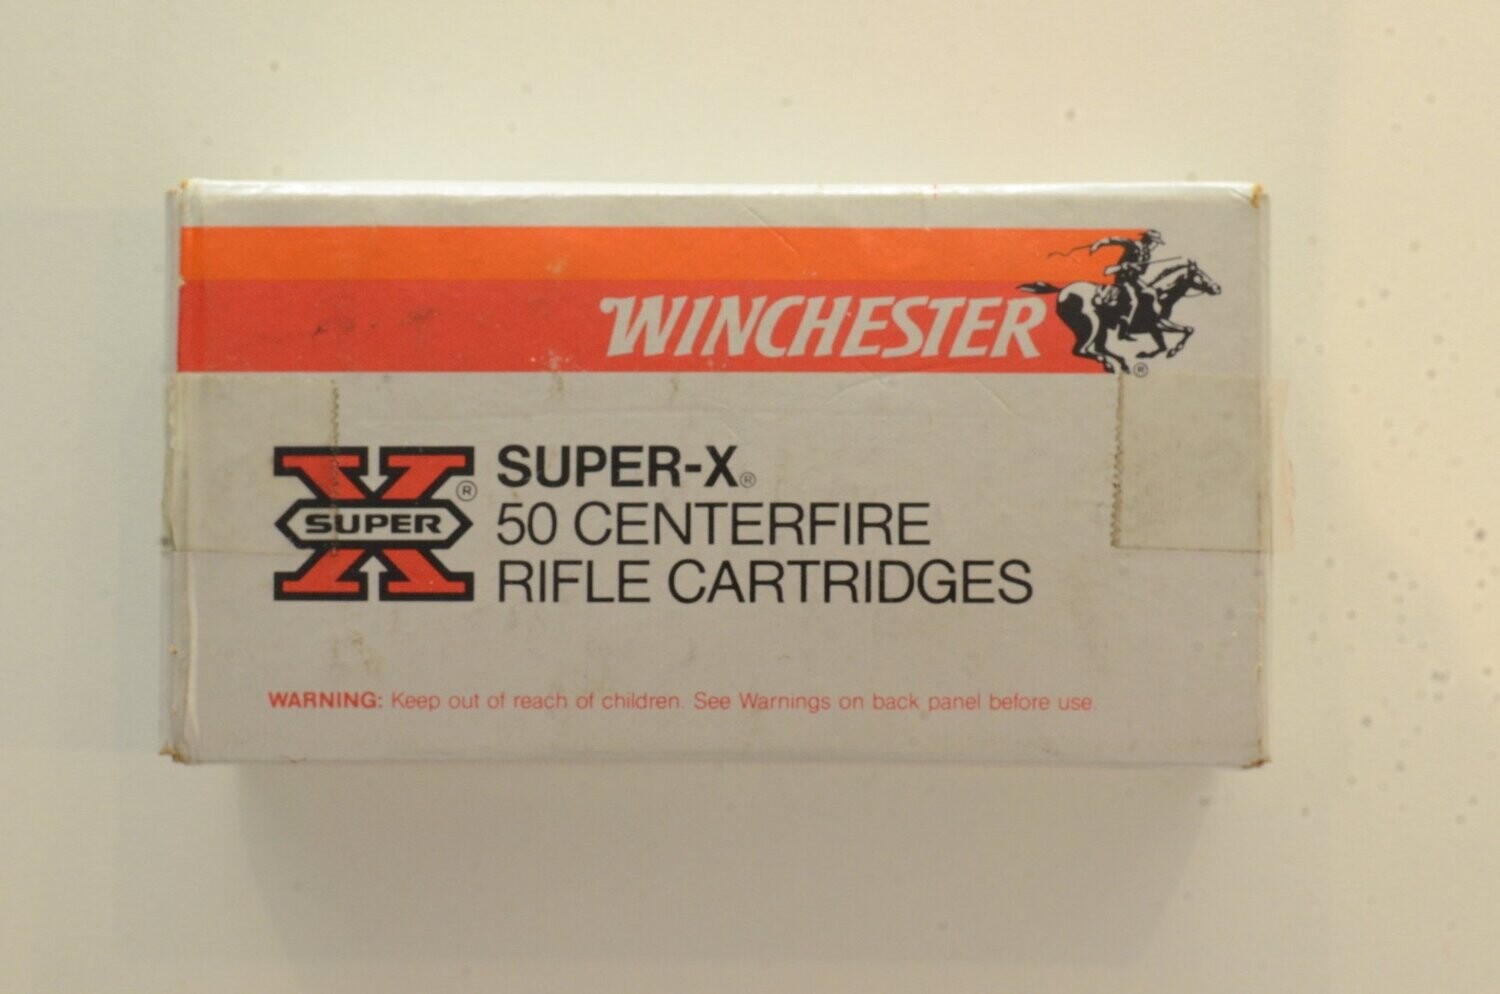 WINCHESTER
®
SUPER
®
SUPER-X®
50 CENTERFIRE
RIFLE CARTRIDGES
WARNING: Keep out of reach of children. See Warnings on back panel before use.